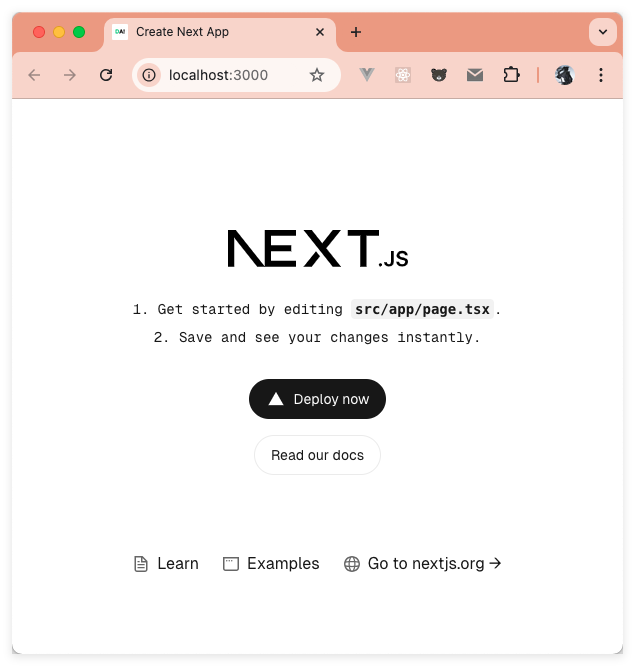 DAI
Create Next App
localhost:3000
NEXT.JS
1. Get started by editing src/app/page.tsx.
2. Save and see your changes instantly.
Deploy now
Read our docs
Learn
Examples
Go to nextjs.org →